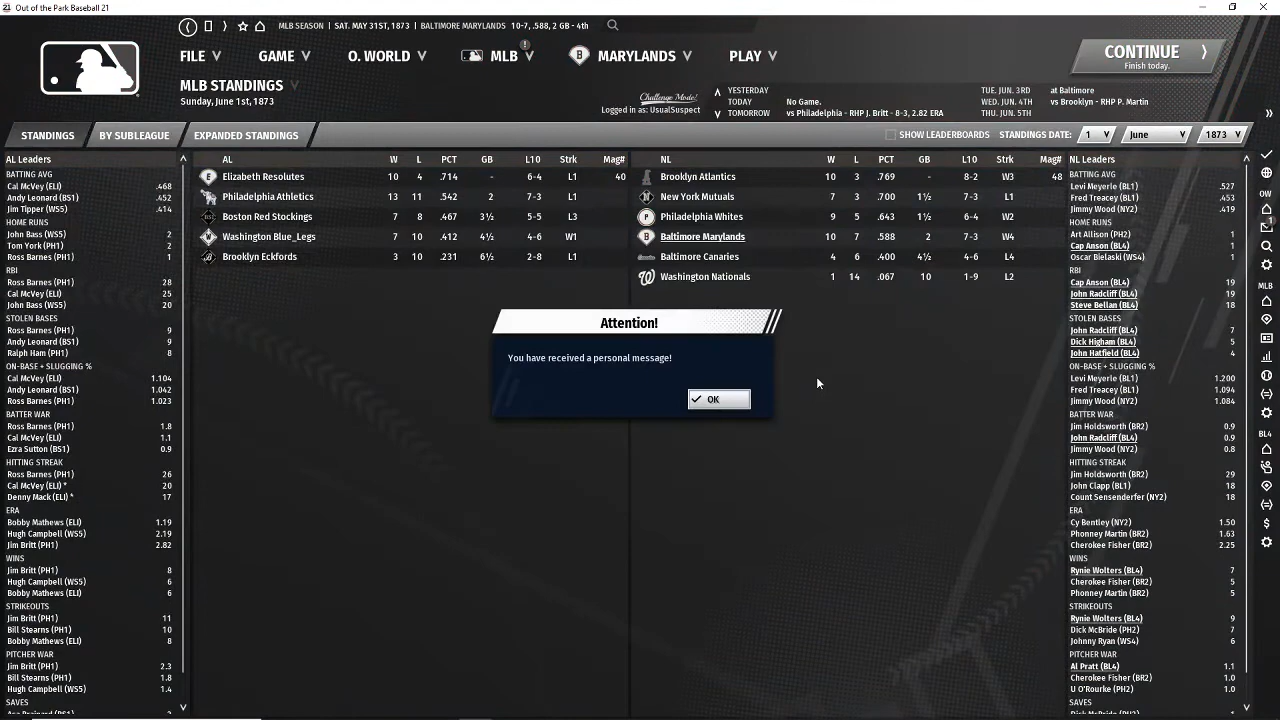 Out of the Park Baseball 21
MLB SEASON | SAT. MAY 31ST, 1873 | BALTIMORE MARYLANDS 10-7, .588, 2 GB - 4th
FILE GAME O. WORLD MLB MARYLANDS PLAY
CONTINUE
Finish today.
MLB STANDINGS
Sunday, June 1st, 1873
Challenge Mode!
Logged in as: UsualSuspect
YESTERDAY
TODAY No Game.
TOMORROW vs Philadelphia - RHP J. Britt - 8-3, 2.82 ERA
TUE. JUN. 3RD at Baltimore
WED. JUN. 4TH vs Brooklyn - RHP P. Martin
THU. JUN. 5TH
STANDINGS BY SUBLEAGUE EXPANDED STANDINGS
SHOW LEADERBOARDS STANDINGS DATE: 1 June 1873
AL Leaders
BATTING AVG
Cal McVey (ELI) .468
Andy Leonard (BS1) .452
Jim Tipper (WS5) .414
HOME RUNS
John Bass (WS5) 2
Tom York (PH1) 2
Ross Barnes (PH1) 1
RBI
Ross Barnes (PH1) 28
Cal McVey (ELI) 25
John Bass (WS5) 20
STOLEN BASES
Ross Barnes (PH1) 9
Andy Leonard (BS1) 9
Ralph Ham (PH1) 8
ON-BASE + SLUGGING %
Cal McVey (ELI) 1.104
Andy Leonard (BS1) 1.042
Ross Barnes (PH1) 1.023
BATTER WAR
Ross Barnes (PH1) 1.8
Cal McVey (ELI) 1.1
Ezra Sutton (BS1) 0.9
HITTING STREAK
Ross Barnes (PH1) 26
Cal McVey (ELI) * 20
Denny Mack (ELI) * 17
ERA
Bobby Mathews (ELI) 1.19
Hugh Campbell (WS5) 2.19
Jim Britt (PH1) 2.82
WINS
Jim Britt (PH1) 8
Hugh Campbell (WS5) 6
Bobby Mathews (ELI) 6
STRIKEOUTS
Jim Britt (PH1) 11
Bill Stearns (PH1) 10
Bobby Mathews (ELI) 8
PITCHER WAR
Jim Britt (PH1) 2.3
Bill Stearns (PH1) 1.8
Hugh Campbell (WS5) 1.4
SAVES
AL W L PCT GB L10 Strk Mag#
Elizabeth Resolutes 10 4 .714 - 6-4 L1 40
Philadelphia Athletics 13 11 .542 2 7-3 L1
Boston Red Stockings 7 8 .467 3½ 5-5 L3
Washington Blue_Legs 7 10 .412 4½ 4-6 W1
Brooklyn Eckfords 3 10 .231 6½ 2-8 L1
NL W L PCT GB L10 Strk Mag#
Brooklyn Atlantics 10 3 .769 - 8-2 W3 48
New York Mutuals 7 3 .700 1½ 7-3 L1
Philadelphia Whites 9 5 .643 1½ 6-4 W2
Baltimore Marylands 10 7 .588 2 7-3 W4
Baltimore Canaries 4 6 .400 4½ 4-6 L4
Washington Nationals 1 14 .067 10 1-9 L2
Attention!
You have received a personal message!
OK
NL Leaders
BATTING AVG
Levi Meyerle (BL1) .527
Fred Treacey (BL1) .453
Jimmy Wood (NY2) .419
HOME RUNS
Art Allison (PH2) 1
Cap Anson (BL4) 1
Oscar Bielaski (WS4) 1
RBI
Cap Anson (BL4) 19
John Radcliff (BL4) 19
Steve Bellan (BL4) 18
STOLEN BASES
John Radcliff (BL4) 7
Dick Higham (BL4) 5
John Hatfield (BL4) 4
ON-BASE + SLUGGING %
Levi Meyerle (BL1) 1.200
Fred Treacey (BL1) 1.094
Jimmy Wood (NY2) 1.084
BATTER WAR
Jim Holdsworth (BR2) 0.9
John Radcliff (BL4) 0.9
Jimmy Wood (NY2) 0.8
HITTING STREAK
Jim Holdsworth (BR2) 29
John Clapp (BL1) 18
Count Sensenderfer (NY2) 18
ERA
Cy Bentley (NY2) 1.50
Phonney Martin (BR2) 1.63
Cherokee Fisher (BR2) 2.25
WINS
Rynie Wolters (BL4) 7
Cherokee Fisher (BR2) 5
Phonney Martin (BR2) 5
STRIKEOUTS
Rynie Wolters (BL4) 9
Dick McBride (PH2) 7
Johnny Ryan (WS4) 6
PITCHER WAR
Al Pratt (BL4) 1.1
Cherokee Fisher (BR2) 1.0
U O'Rourke (PH2) 1.0
SAVES
OW
MLB
BL4